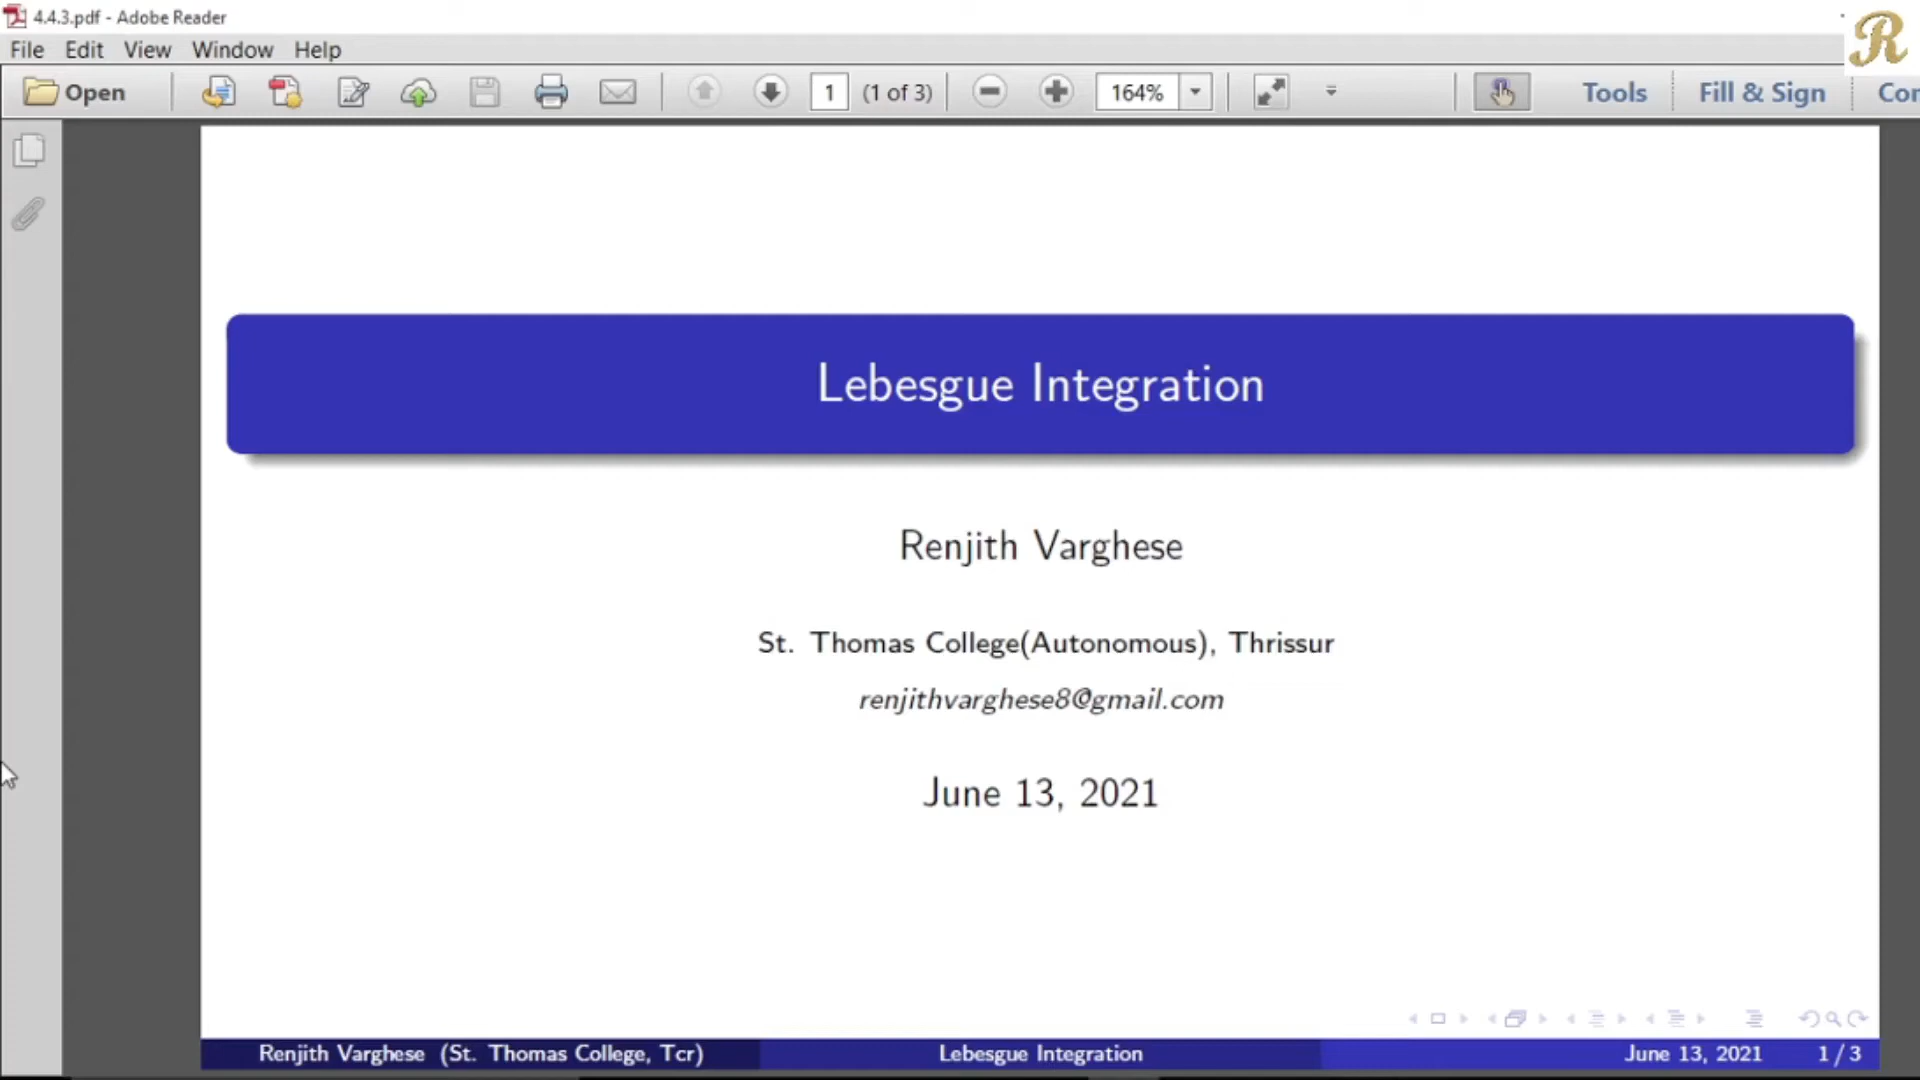 4.4.3.pdf - Adobe Reader
R
File Edit View Window Help
Open 1 (1 of 3) 164% Tools Fill & Sign
Lebesgue Integration
Renjith Varghese
St. Thomas College(Autonomous), Thrissur
renjithvarghese8@gmail.com
June 13, 2021
Renjith Varghese (St. Thomas College, Tcr) Lebesgue Integration June 13, 2021 1 / 3